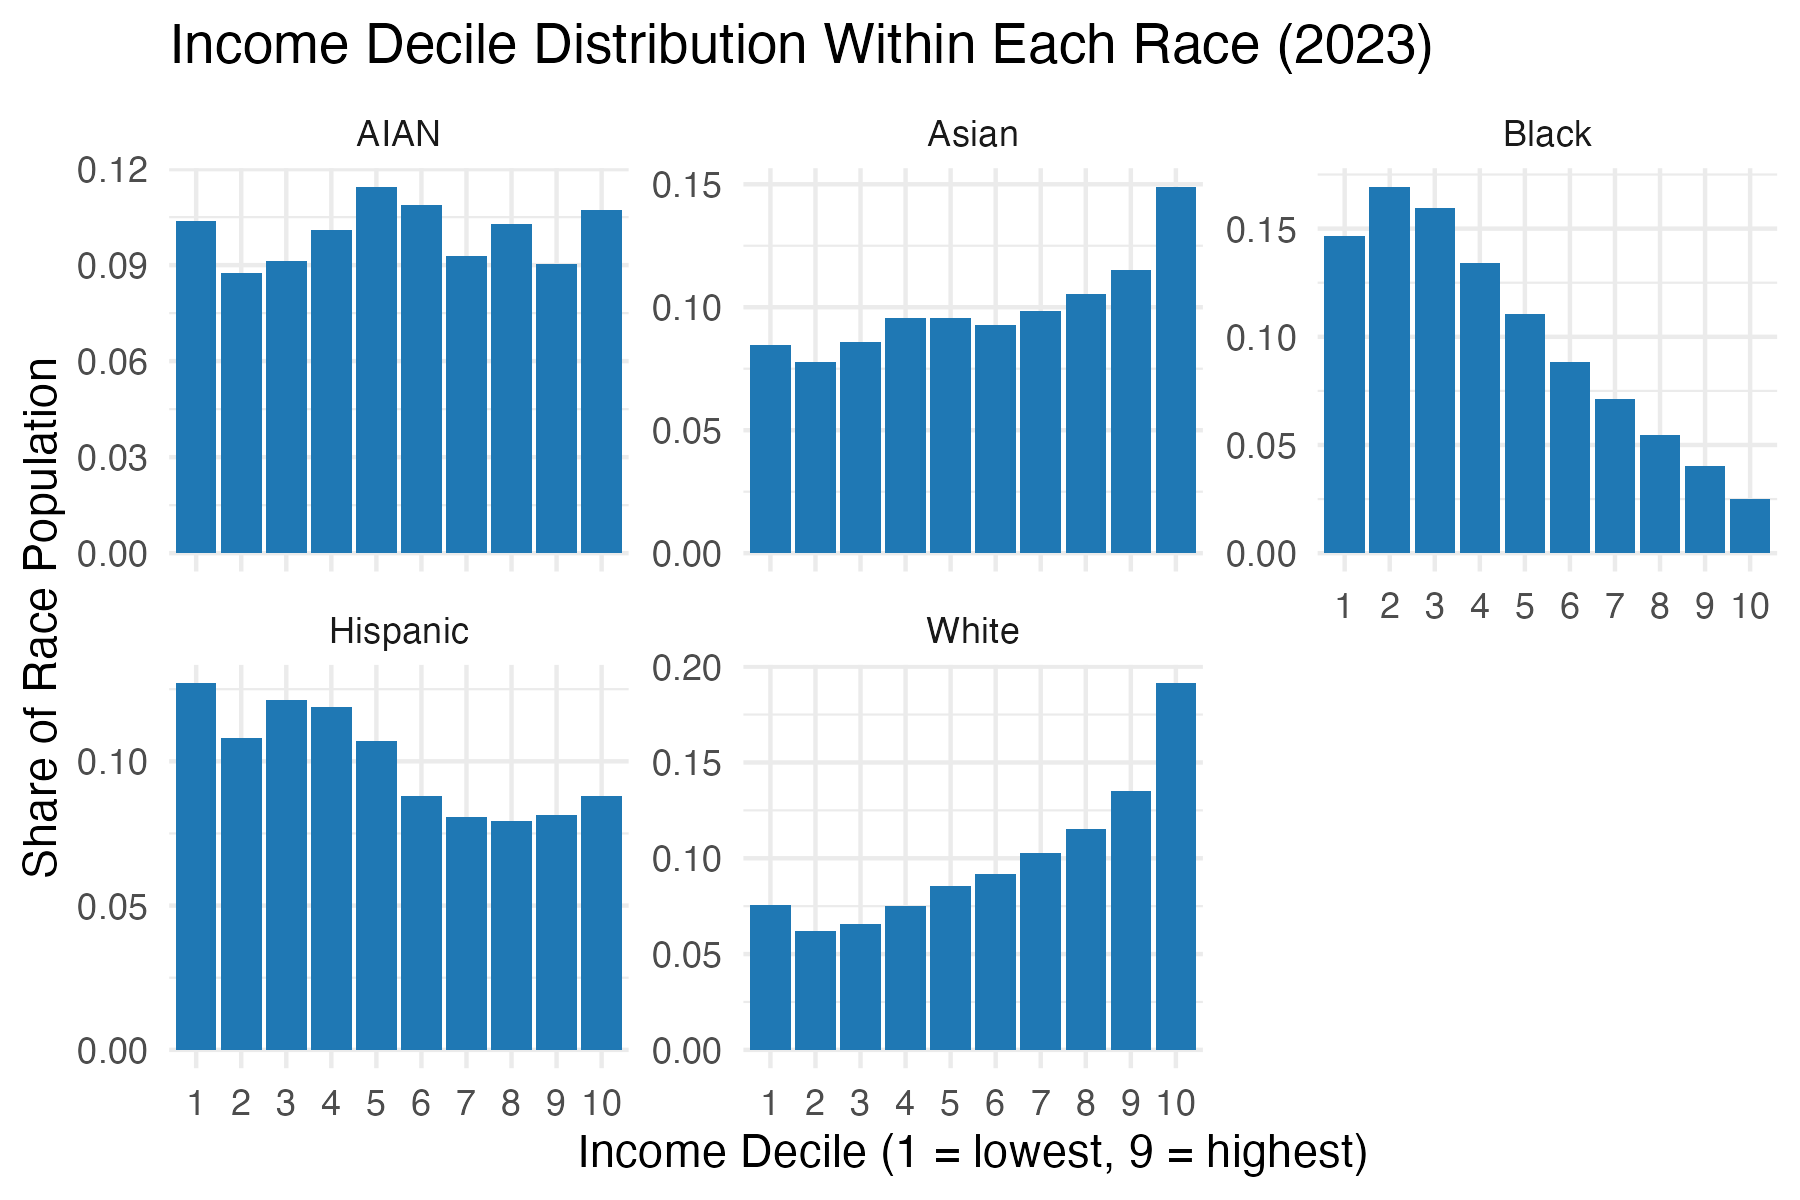 Income Decile Distribution Within Each Race (2023)
AIAN
Asian
Black
0.12
0.09
0.06
0.03
0.00
0.15
0.10
0.05
0.00
0.15
0.10
0.05
0.00
1 2 3 4 5 6 7 8 9 10
Hispanic
White
0.10
0.05
0.00
0.20
0.15
0.10
0.05
0.00
1 2 3 4 5 6 7 8 9 10
1 2 3 4 5 6 7 8 9 10
Share of Race Population
Income Decile (1 = lowest, 9 = highest)